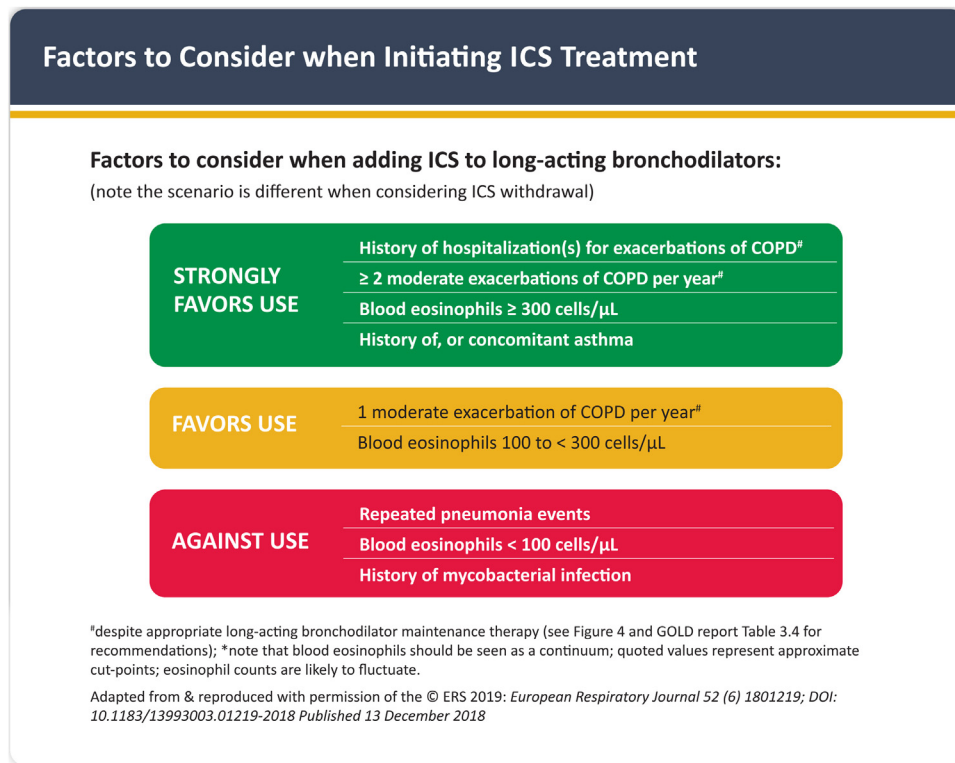 Factors to Consider when Initiating ICS Treatment
Factors to consider when adding ICS to long-acting bronchodilators:
(note the scenario is different when considering ICS withdrawal)
STRONGLY
FAVORS USE
History of hospitalization(s) for exacerbations of COPD#
≥ 2 moderate exacerbations of COPD per year#
Blood eosinophils ≥ 300 cells/µL
History of, or concomitant asthma
FAVORS USE
1 moderate exacerbation of COPD per year#
Blood eosinophils 100 to < 300 cells/µL
AGAINST USE
Repeated pneumonia events
Blood eosinophils < 100 cells/µL
History of mycobacterial infection
#despite appropriate long-acting bronchodilator maintenance therapy (see Figure 4 and GOLD report Table 3.4 for
recommendations); *note that blood eosinophils should be seen as a continuum; quoted values represent approximate
cut-points; eosinophil counts are likely to fluctuate.
Adapted from & reproduced with permission of the © ERS 2019: European Respiratory Journal 52 (6) 1801219; DOI:
10.1183/13993003.01219-2018 Published 13 December 2018